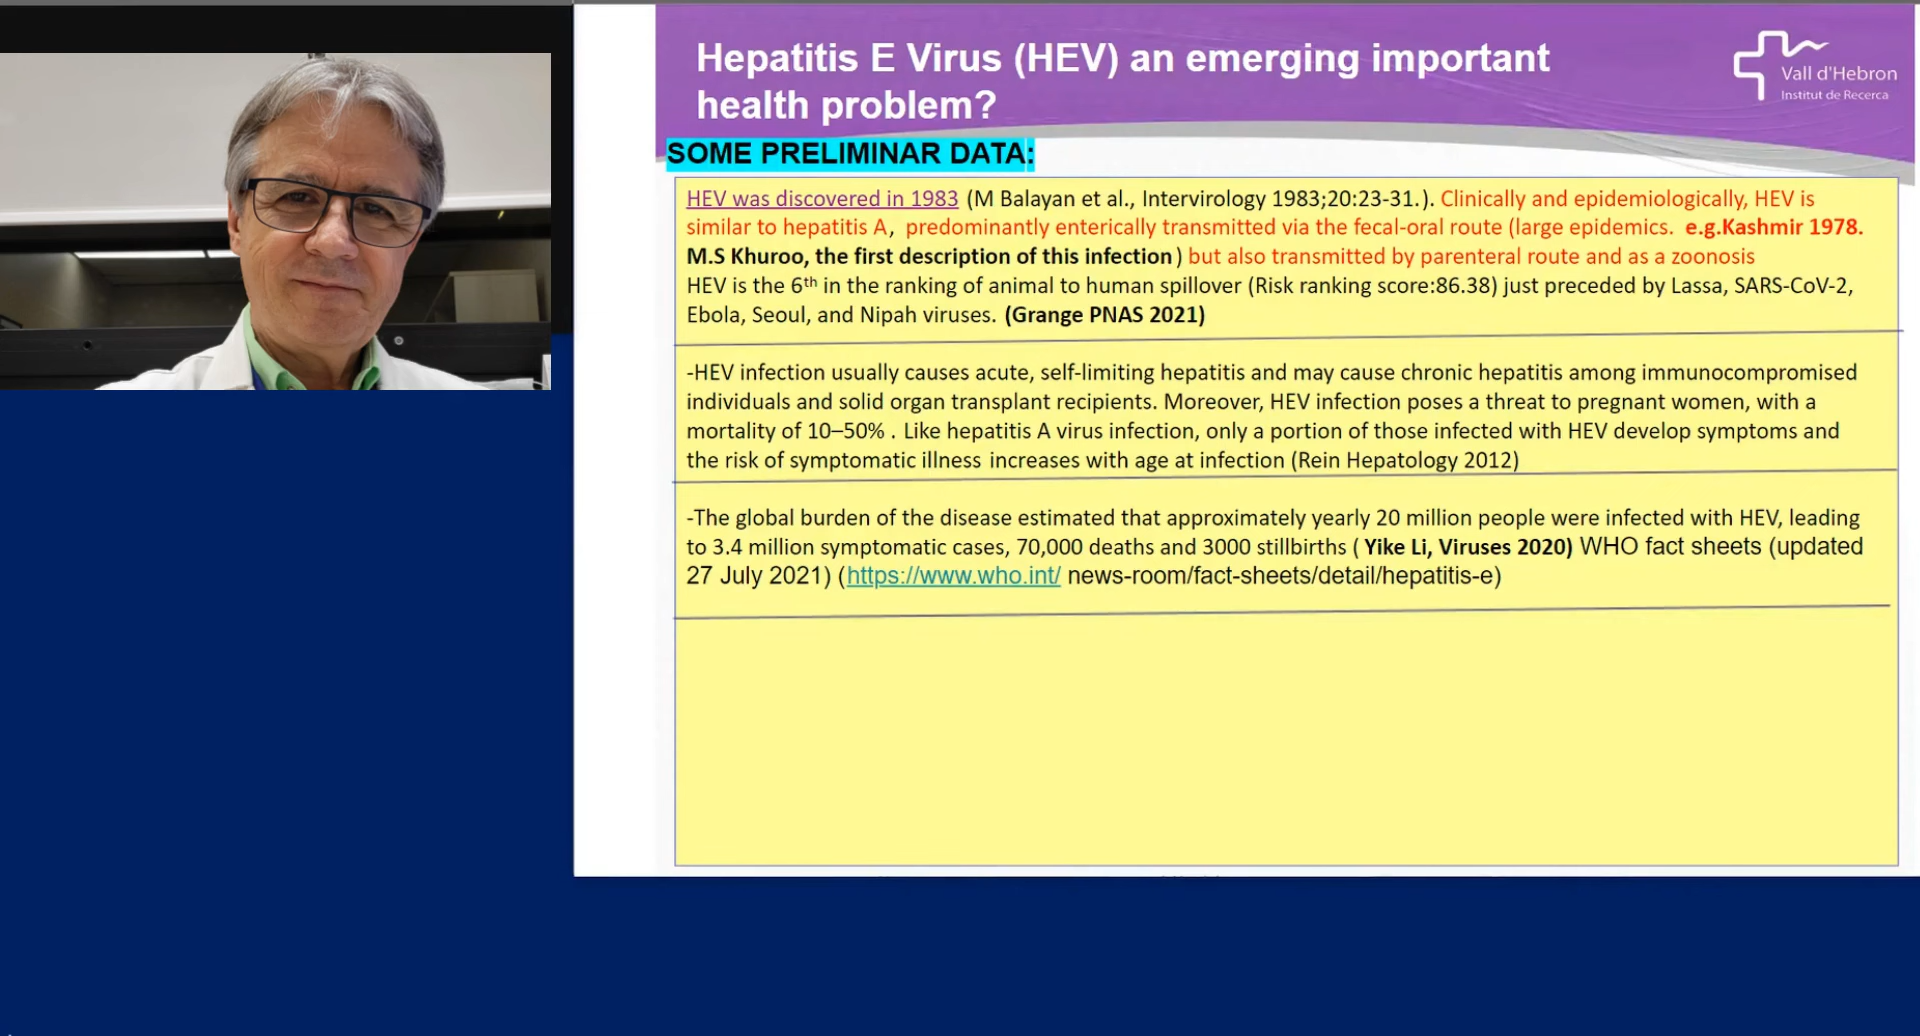 Hepatitis E Virus (HEV) an emerging important
health problem?
Vall d'Hebron
Institut de Recerca
SOME PRELIMINAR DATA:
HEV was discovered in 1983 (M Balayan et al., Intervirology 1983;20:23-31.). Clinically and epidemiologically, HEV is
similar to hepatitis A, predominantly enterically transmitted via the fecal-oral route (large epidemics. e.g.Kashmir 1978.
M.S Khuroo, the first description of this infection) but also transmitted by parenteral route and as a zoonosis
HEV is the 6th in the ranking of animal to human spillover (Risk ranking score:86.38) just preceded by Lassa, SARS-CoV-2,
Ebola, Seoul, and Nipah viruses. (Grange PNAS 2021)
-HEV infection usually causes acute, self-limiting hepatitis and may cause chronic hepatitis among immunocompromised
individuals and solid organ transplant recipients. Moreover, HEV infection poses a threat to pregnant women, with a
mortality of 10–50% . Like hepatitis A virus infection, only a portion of those infected with HEV develop symptoms and
the risk of symptomatic illness increases with age at infection (Rein Hepatology 2012)
-The global burden of the disease estimated that approximately yearly 20 million people were infected with HEV, leading
to 3.4 million symptomatic cases, 70,000 deaths and 3000 stillbirths ( Yike Li, Viruses 2020) WHO fact sheets (updated
27 July 2021) (https://www.who.int/ news-room/fact-sheets/detail/hepatitis-e)